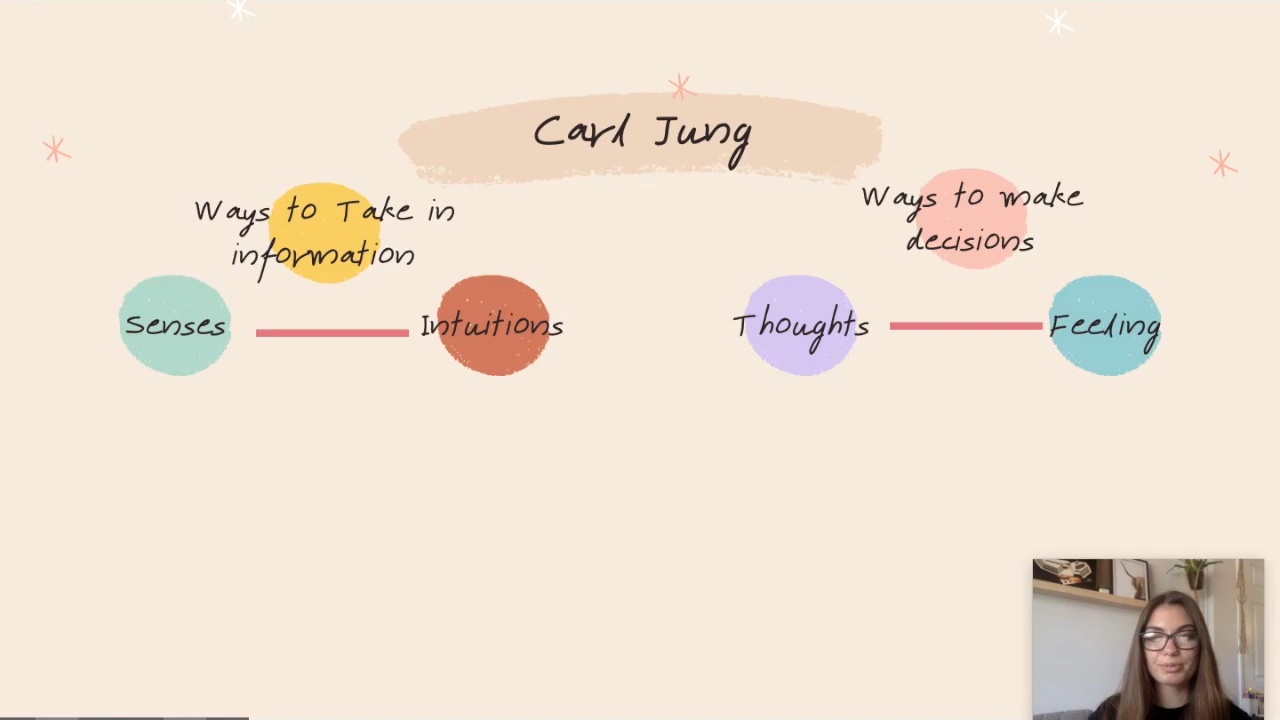 Carl Jung
Ways to Take in
information
Ways to make
decisions
Senses
Intuitions
Thoughts
Feeling